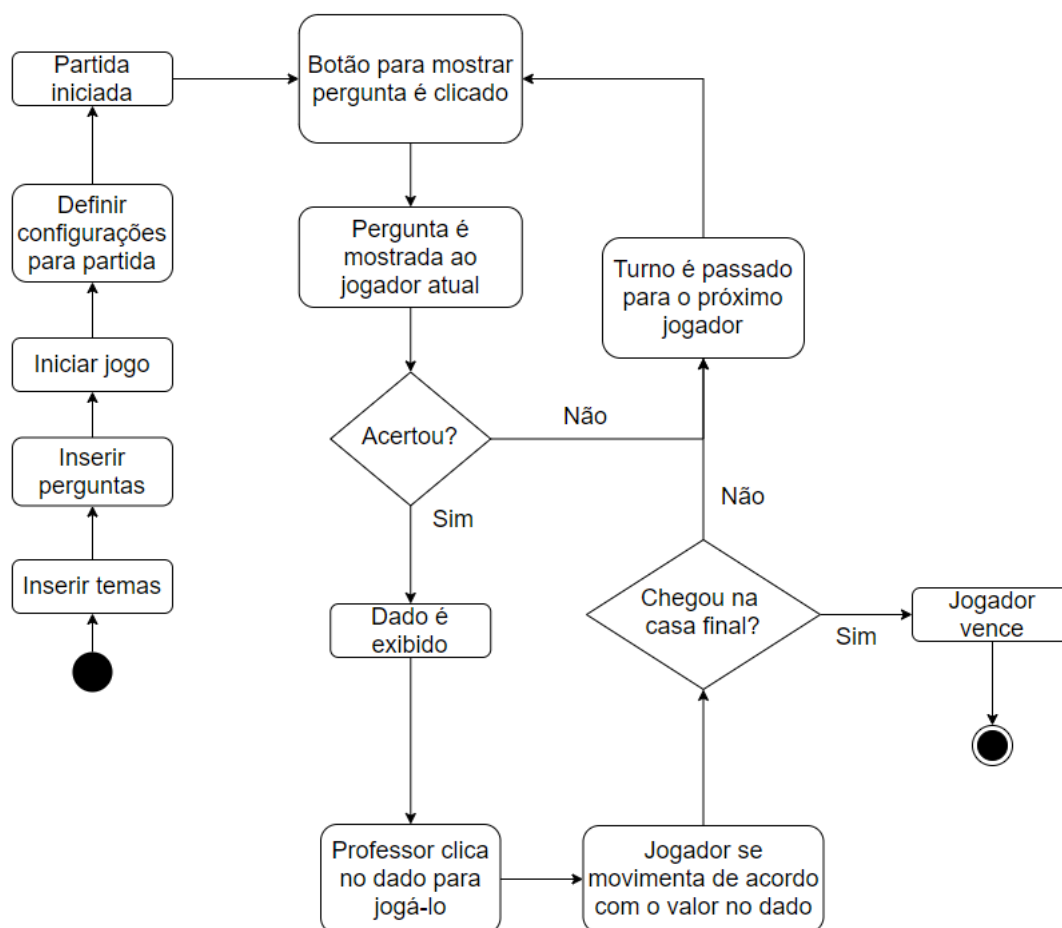 Partida
iniciada
Botão para mostrar
pergunta é clicado
Definir
configurações
para partida
Pergunta é
mostrada ao
jogador atual
Turno é passado
para o próximo
jogador
Iniciar jogo
Acertou?
Não
Inserir
perguntas
Sim
Não
Inserir temas
Dado é
exibido
Chegou na
casa final?
Sim
Jogador
vence
Professor clica
no dado para
jogá-lo
Jogador se
movimenta de acordo
com o valor no dado